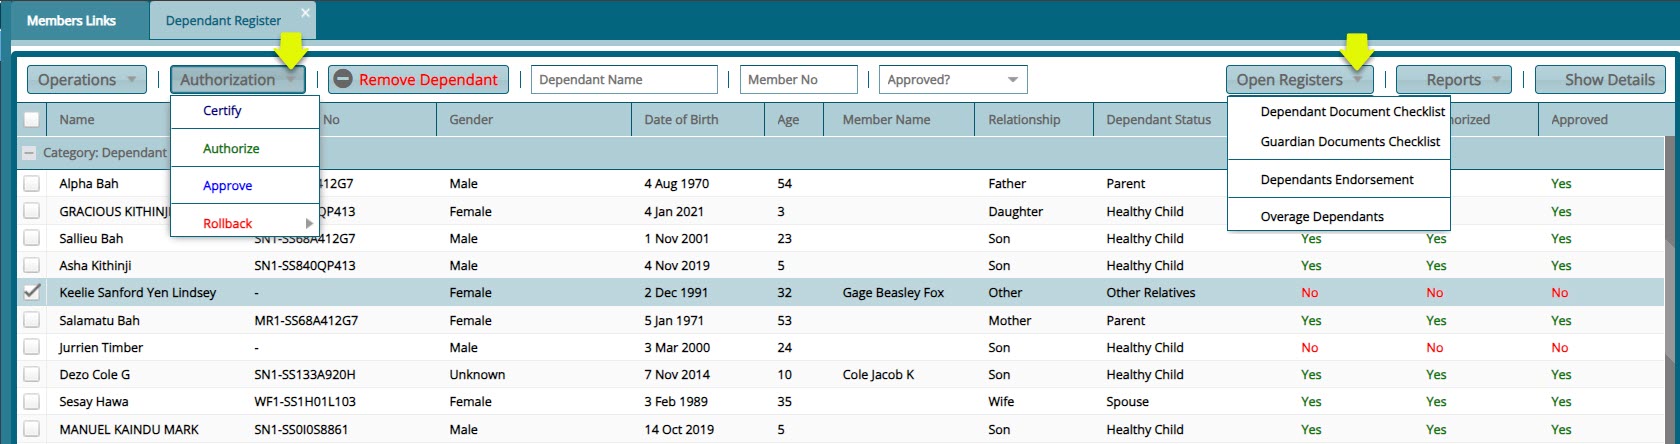 Members Links Dependant Register ×
Operations Authorization Remove Dependant Dependant Name Member No Approved? Open Registers Reports Show Details
Certify
Authorize
Approve
Rollback
Dependant Document Checklist
Guardian Documents Checklist
Dependants Endorsement
Overage Dependants
Name No Gender Date of Birth Age Member Name Relationship Dependant Status orized Approved
Category: Dependant
Alpha Bah 412G7 Male 4 Aug 1970 54 Father Parent Yes
GRACIOUS KITHINJI QP413 Female 4 Jan 2021 3 Daughter Healthy Child Yes
Sallieu Bah SN1-SS68A412G7 Male 1 Nov 2001 23 Son Healthy Child Yes Yes Yes
Asha Kithinji SN1-SS840QP413 Male 4 Nov 2019 5 Son Healthy Child Yes Yes Yes
Keelie Sanford Yen Lindsey - Female 2 Dec 1991 32 Gage Beasley Fox Other Other Relatives No No No
Salamatu Bah MR1-SS68A412G7 Female 5 Jan 1971 53 Mother Parent Yes Yes Yes
Jurrien Timber - Male 3 Mar 2000 24 Son Healthy Child No No No
Dezo Cole G SN1-SS133A920H Unknown 7 Nov 2014 10 Cole Jacob K Son Healthy Child Yes Yes Yes
Sesay Hawa WF1-SS1H01L103 Female 3 Feb 1989 35 Wife Spouse Yes Yes Yes
MANUEL KAINDU MARK SN1-SS0I0S8861 Male 14 Oct 2019 5 Son Healthy Child Yes Yes Yes